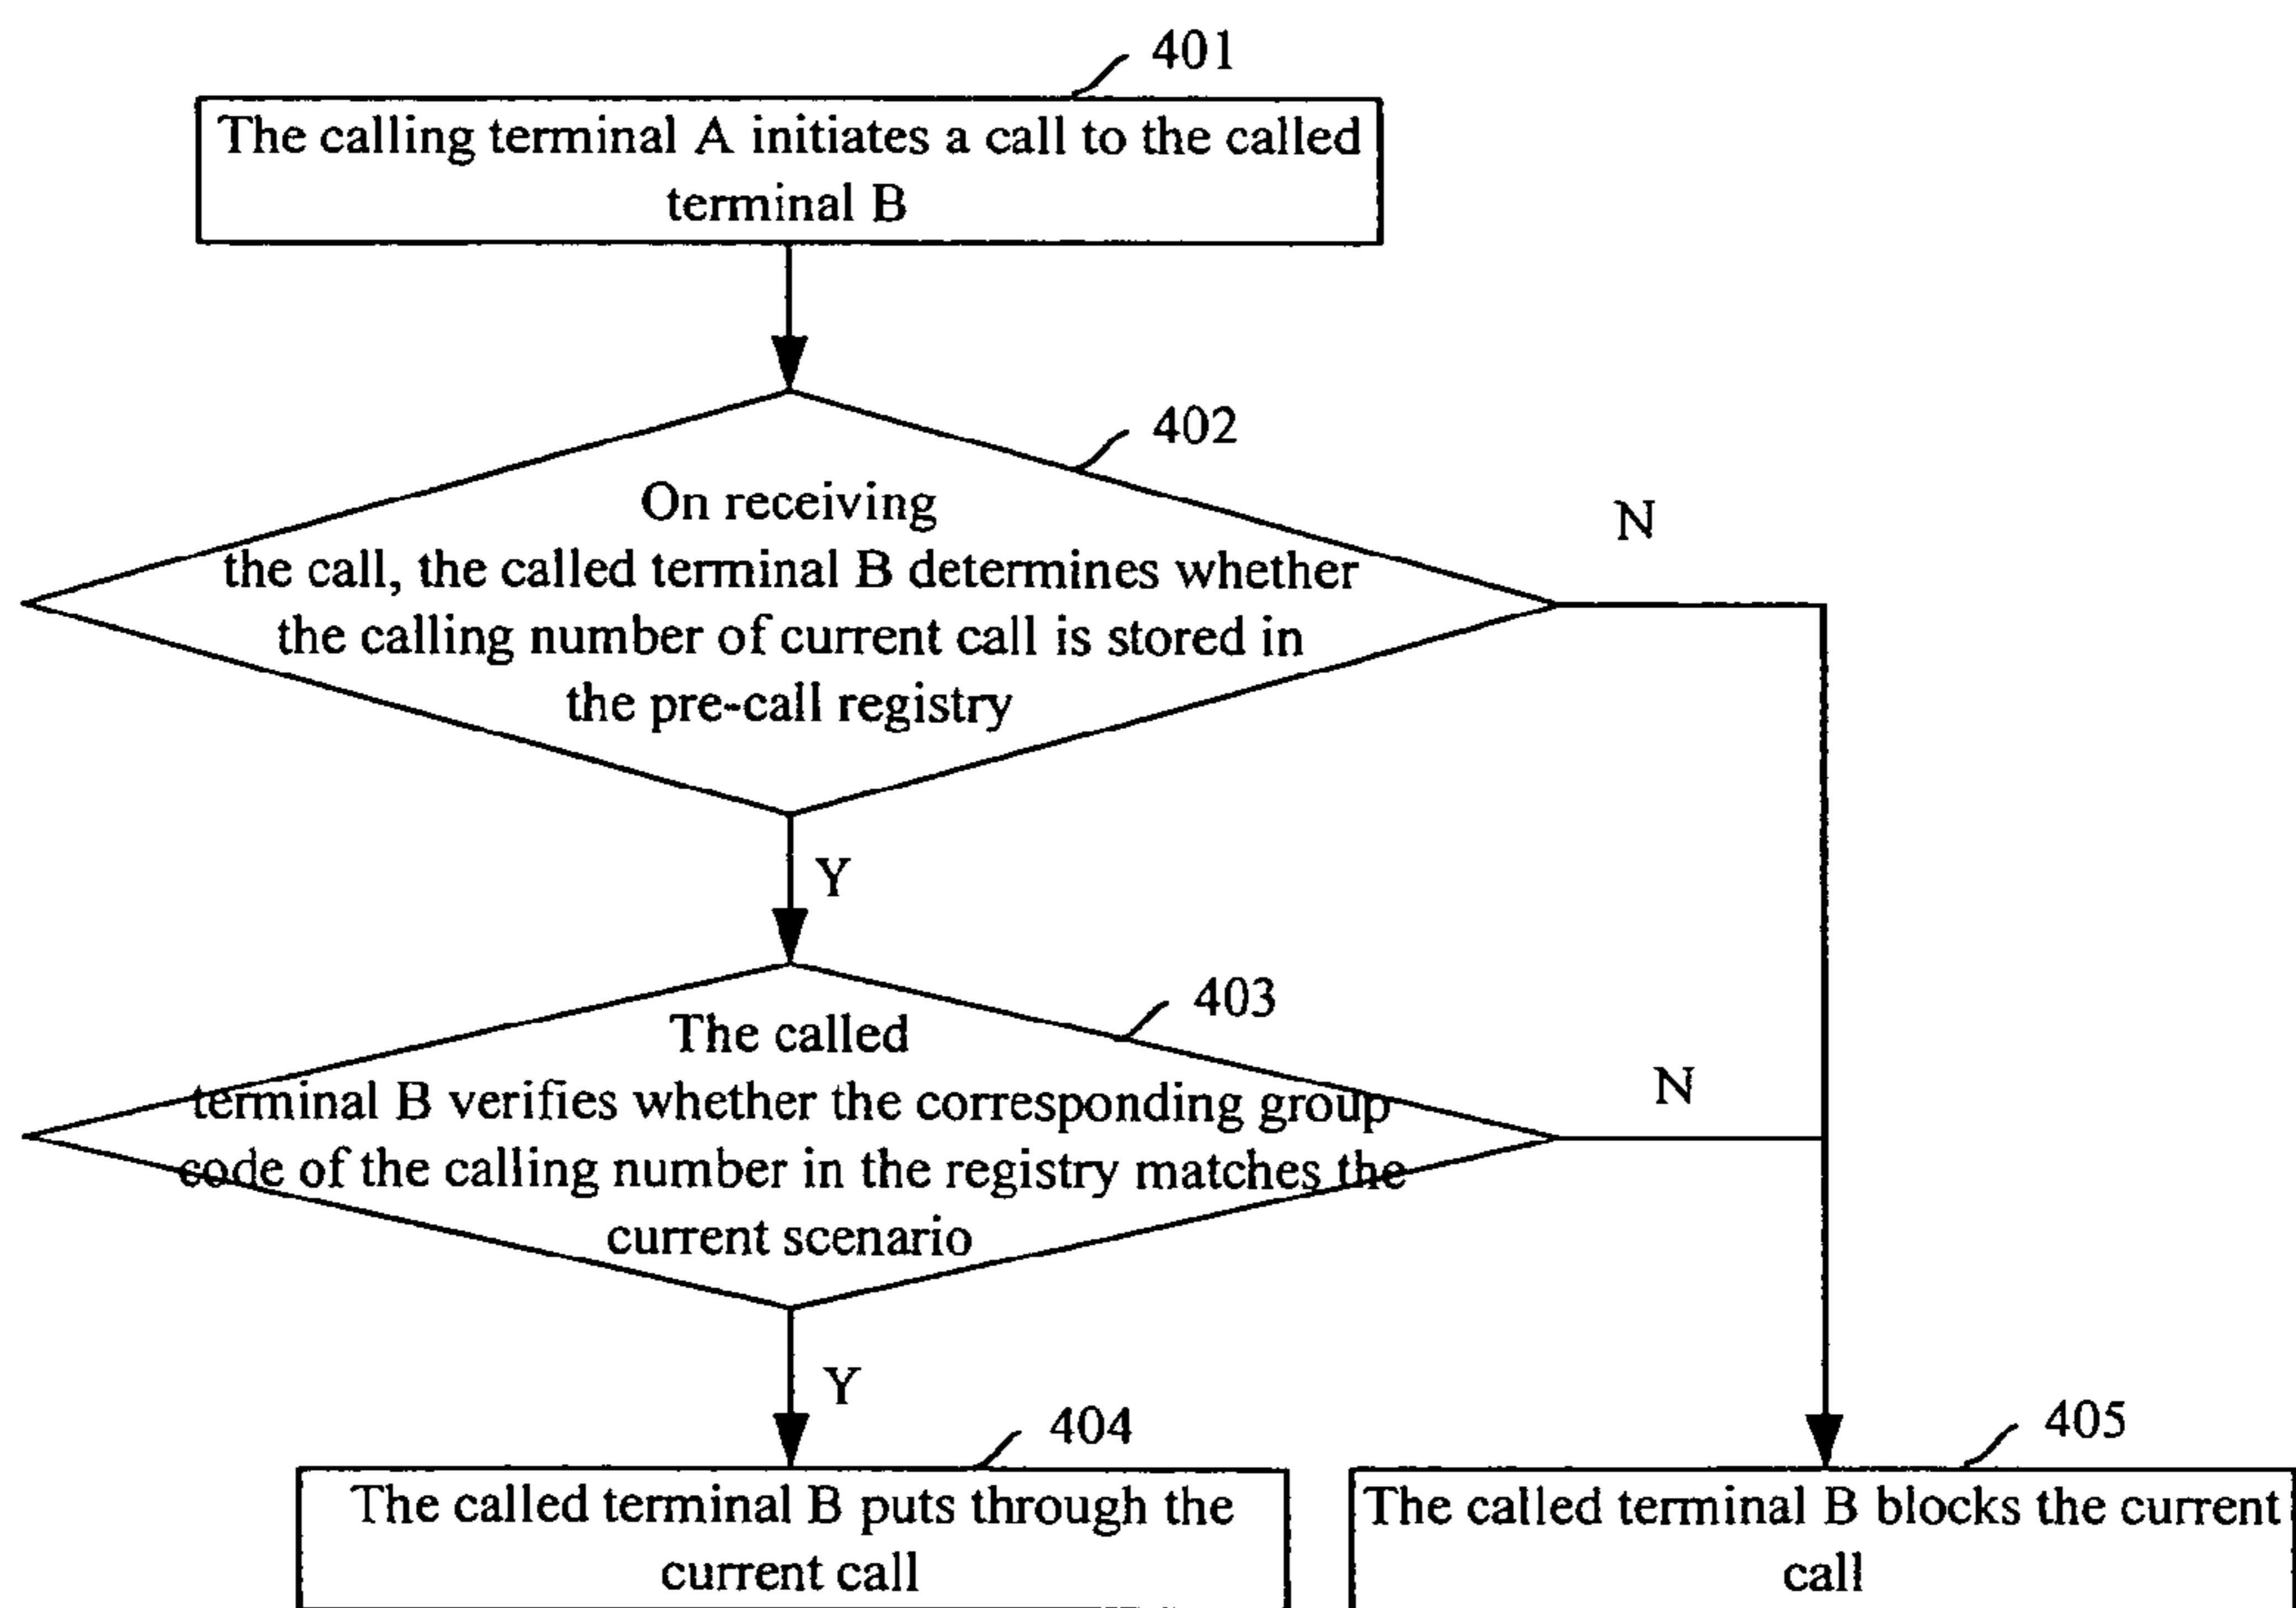 401
The calling terminal A initiates a call to the called
terminal B
402
On receiving
the call, the called terminal B determines whether
the calling number of current call is stored in
the pre-call registry
N
Y
403
The called
terminal B verifies whether the corresponding group
code of the calling number in the registry matches the
current scenario
N
Y
404
The called terminal B puts through the
current call
405
The called terminal B blocks the current
call